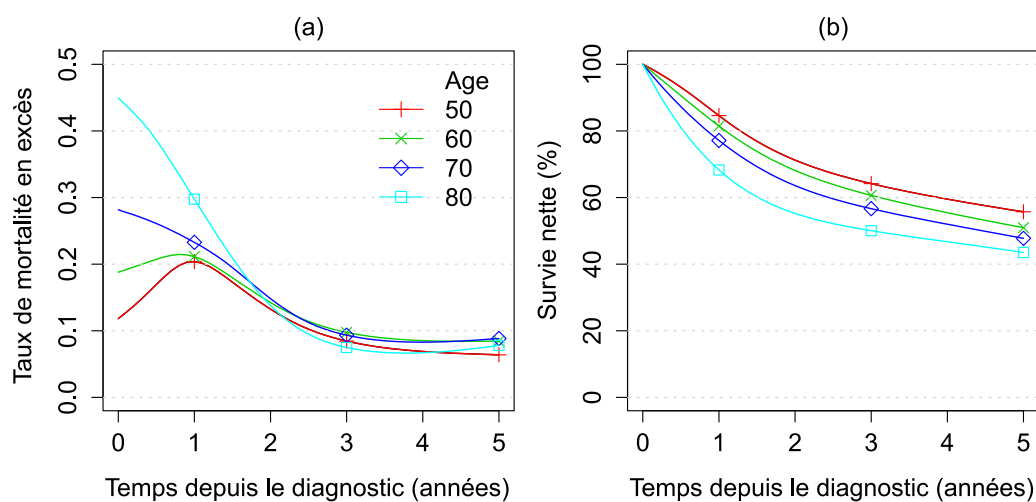 (a)
Taux de mortalité en excès
0.5
0.4
0.3
0.2
0.1
0.0
Age
50
60
70
80
0 1 2 3 4 5
Temps depuis le diagnostic (années)
(b)
Survie nette (%)
100
80
60
40
20
0
0 1 2 3 4 5
Temps depuis le diagnostic (années)